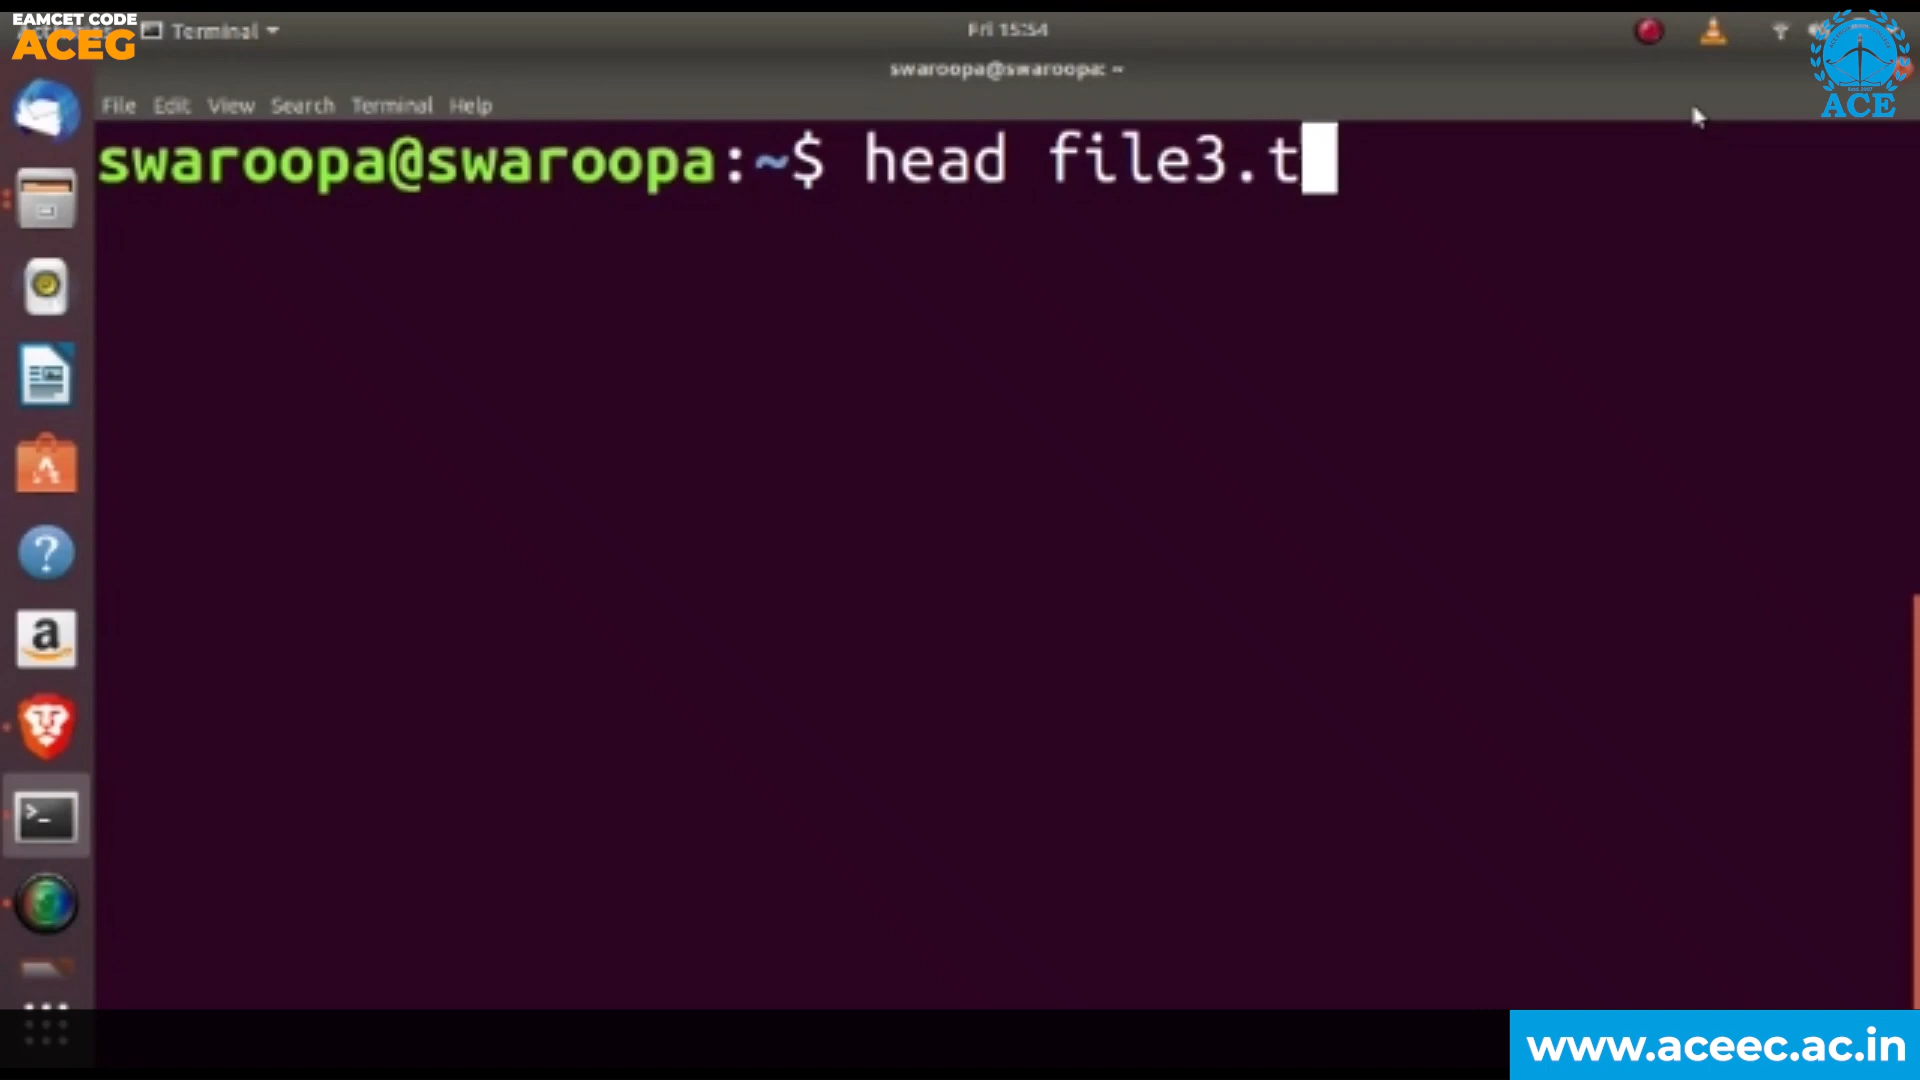 EAMCET CODE
ACEG
Terminal
Fri 15:54
swaroopa@swaroopa: ~
ACE
File Edit View Search Terminal Help
swaroopa@swaroopa:~$ head file3.t
www.aceec.ac.in